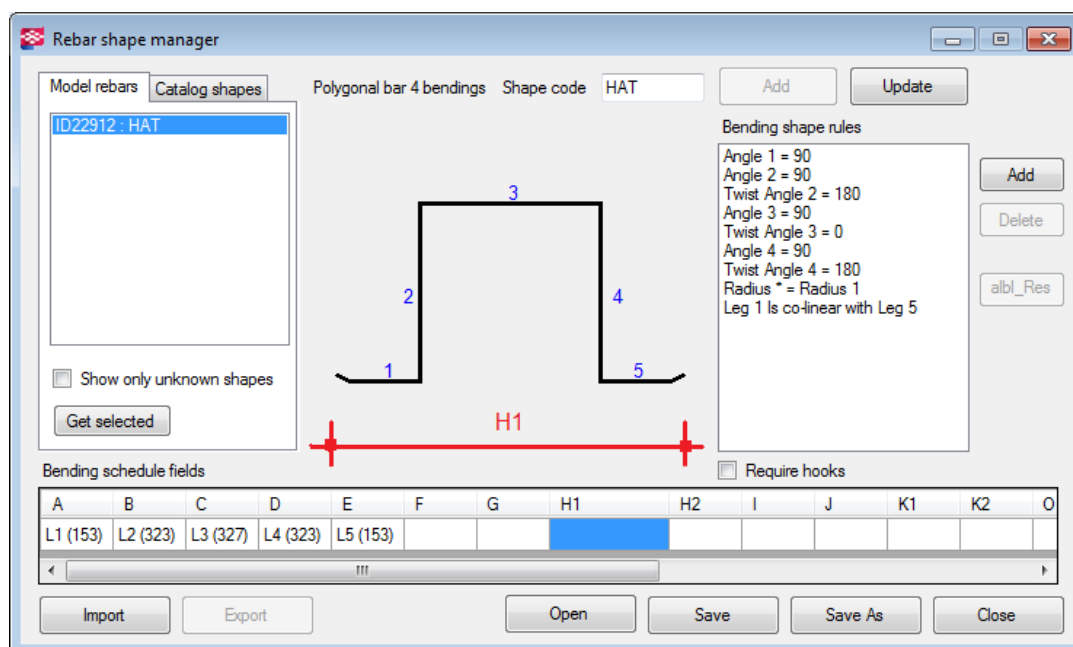 Rebar shape manager
Model rebars
Catalog shapes
Polygonal bar 4 bendings
Shape code
HAT
Add
Update
ID22912 : HAT
Bending shape rules
Angle 1 = 90
Angle 2 = 90
Twist Angle 2 = 180
Angle 3 = 90
Twist Angle 3 = 0
Angle 4 = 90
Twist Angle 4 = 180
Radius * = Radius 1
Leg 1 Is co-linear with Leg 5
Add
Delete
albl_Res
3
2
4
1
5
H1
Show only unknown shapes
Get selected
Bending schedule fields
Require hooks
A B C D E F G H1 H2 I J K1 K2 O
L1 (153) L2 (323) L3 (327) L4 (323) L5 (153)
Import
Export
Open
Save
Save As
Close